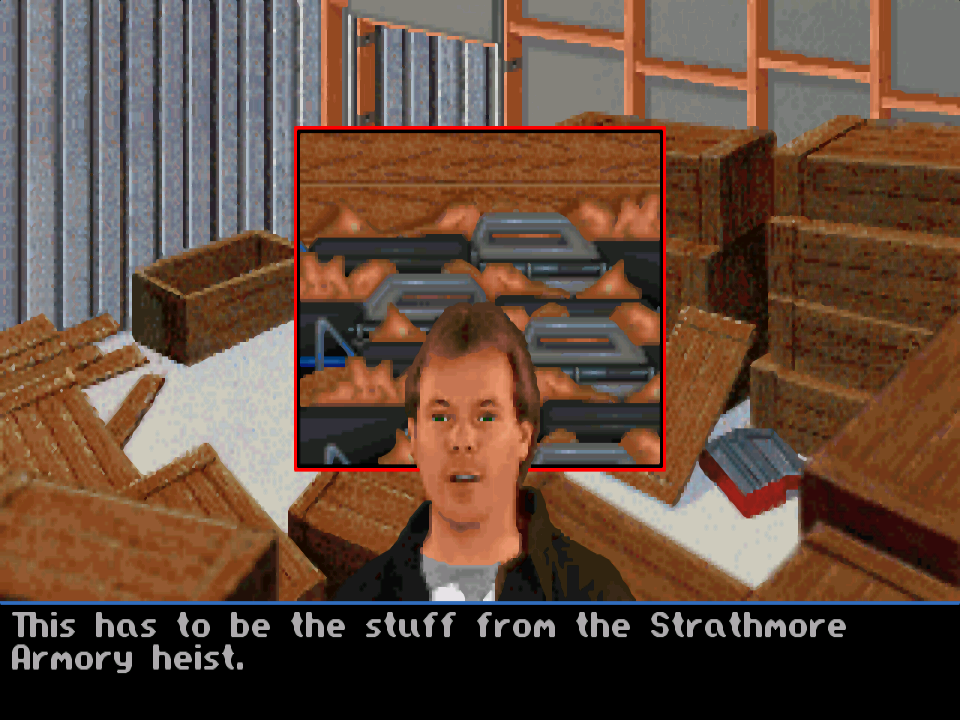 This has to be the stuff from the Strathmore
Armory heist.